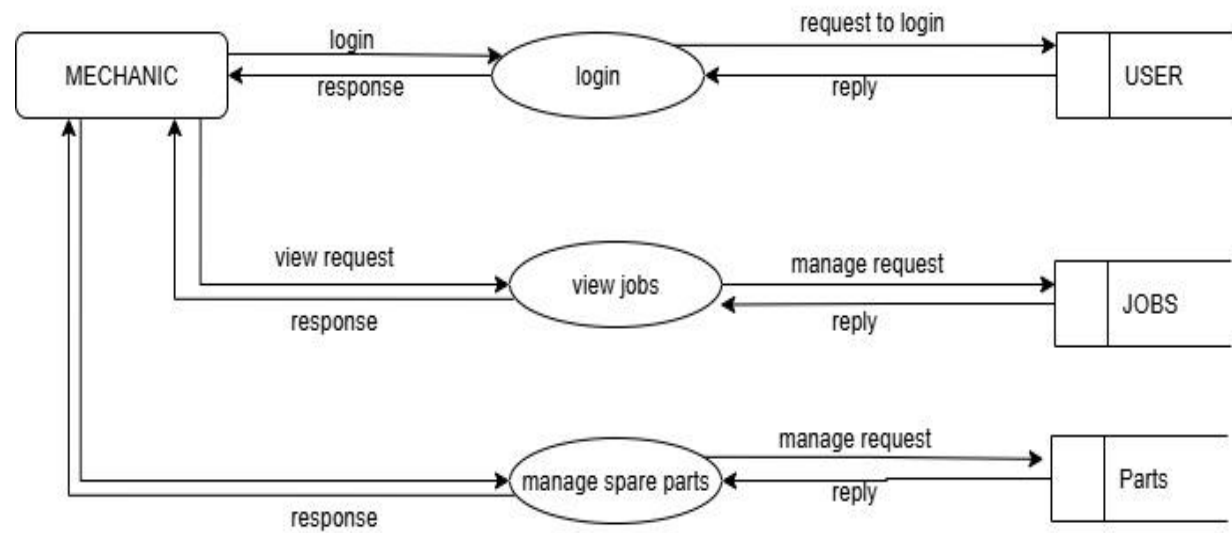 request to login
login
MECHANIC
login
USER
response
reply
view request
manage request
view jobs
JOBS
response
reply
manage request
manage spare parts
Parts
reply
response